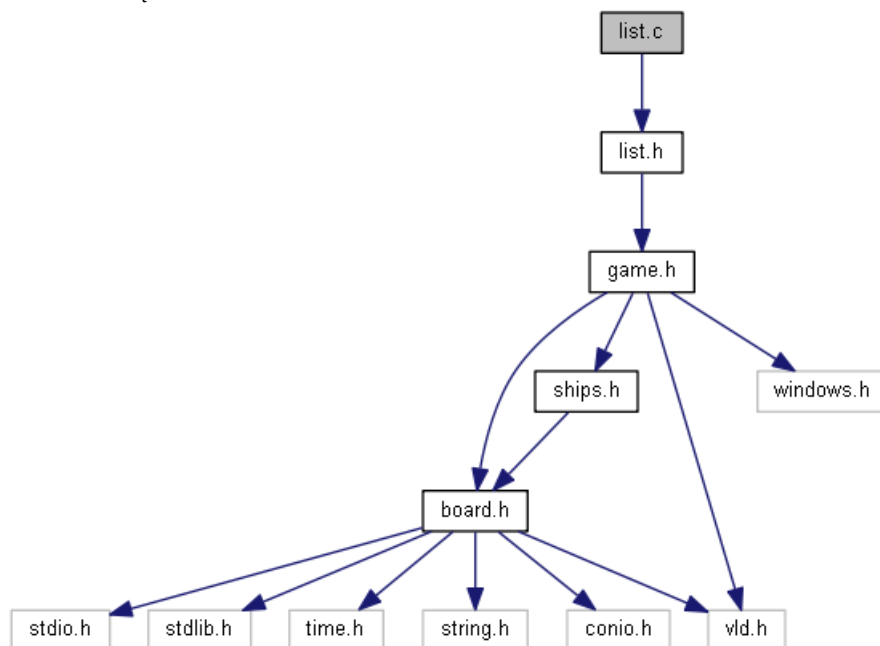 list.c
list.h
game.h
ships.h
windows.h
board.h
stdio.h
stdlib.h
time.h
string.h
conio.h
vld.h